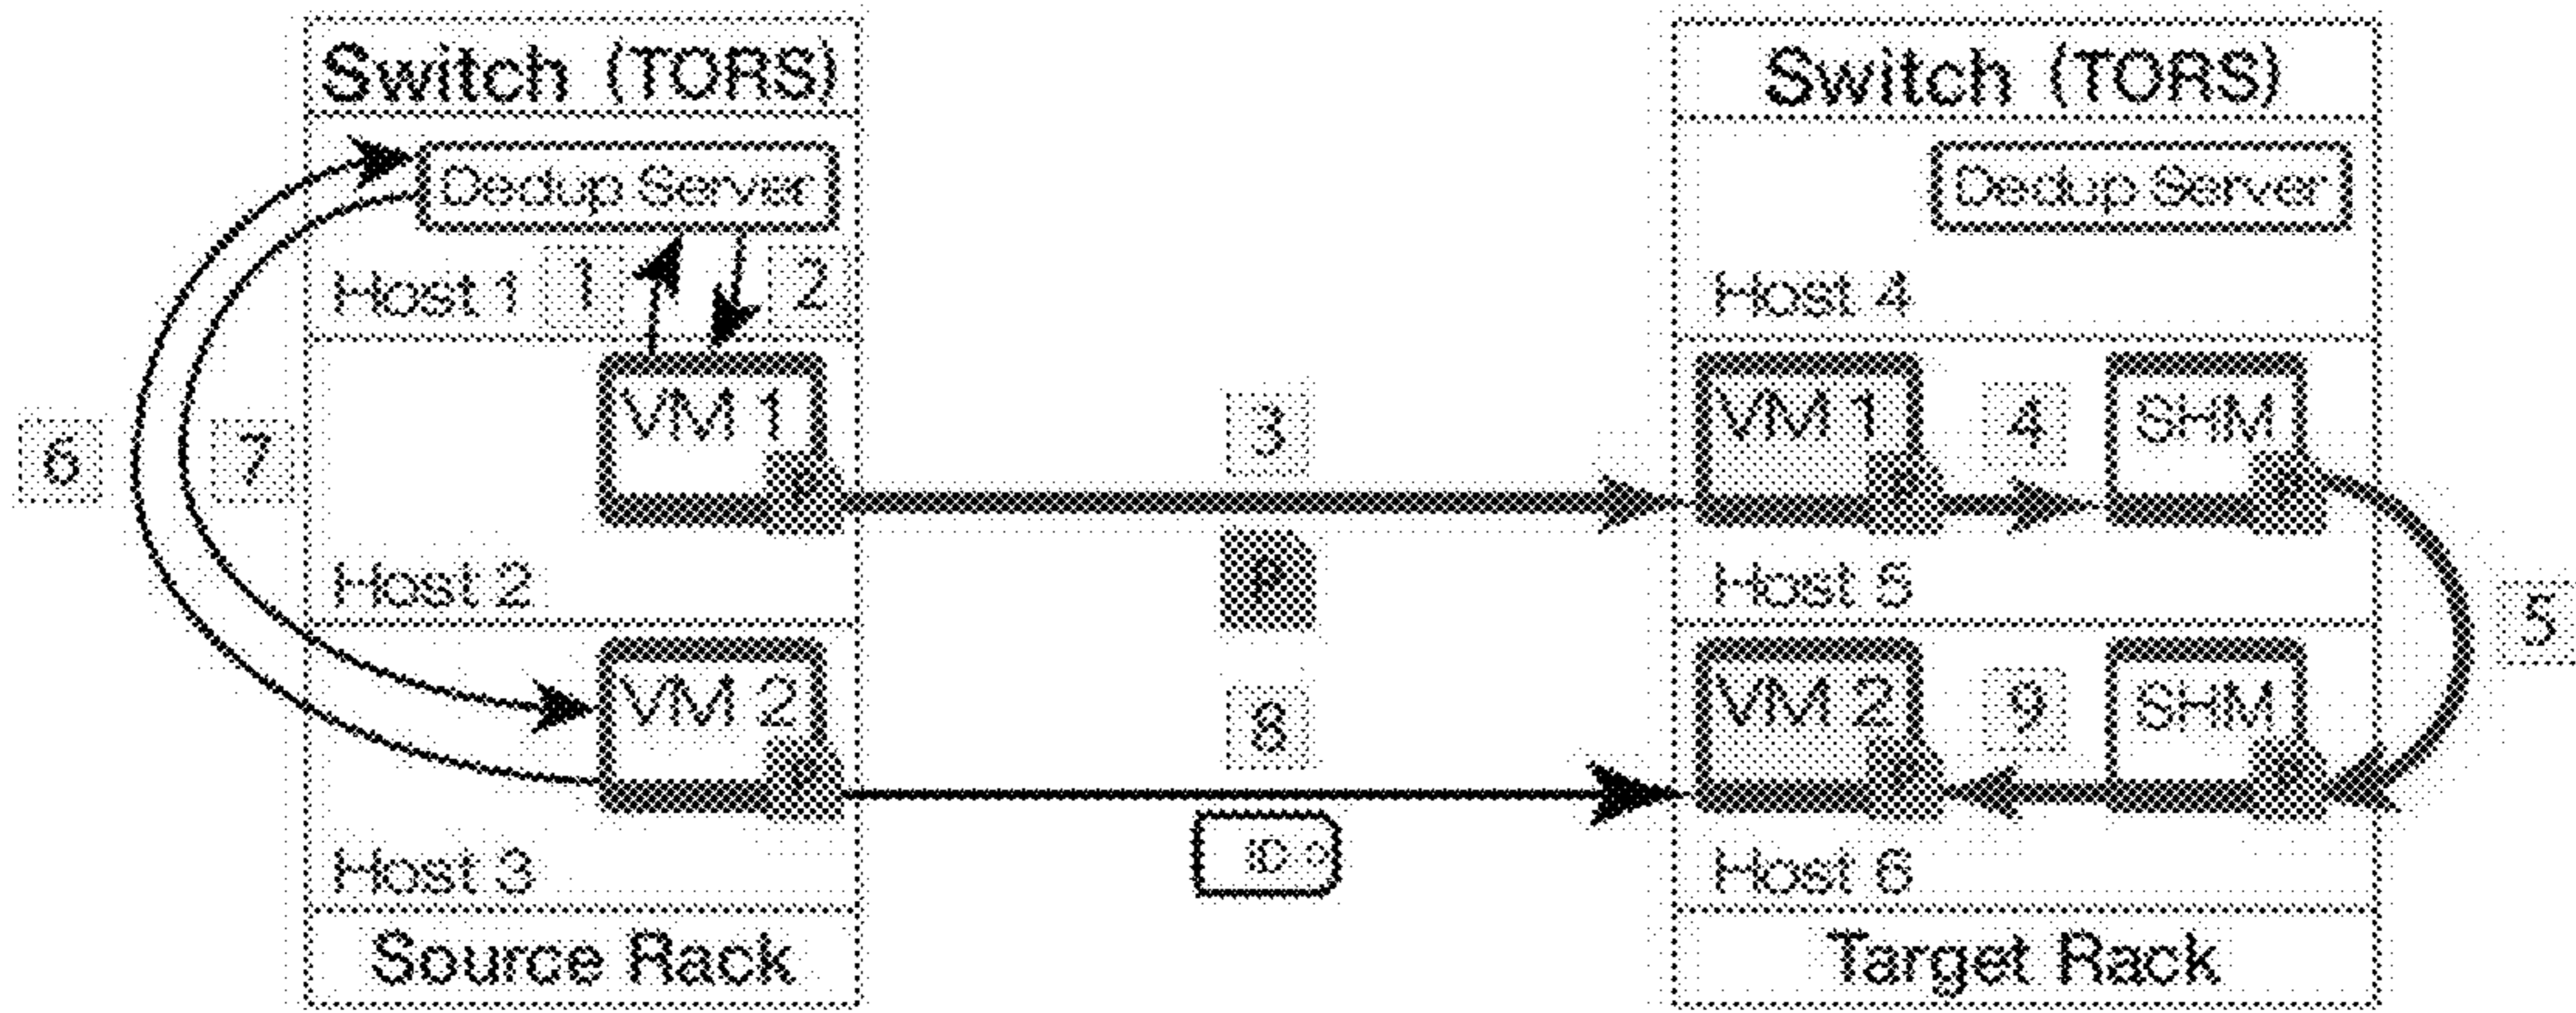 Switch (TORS)
Dedup Server
Host 1
1
2
VM 1
Host 2
6
7
VM 2
Host 3
Source Rack
3
P
8
ID
Switch (TORS)
Dedup Server
Host 4
VM 1
4
SHM
Host 5
5
VM 2
9
SHM
Host 6
Target Rack